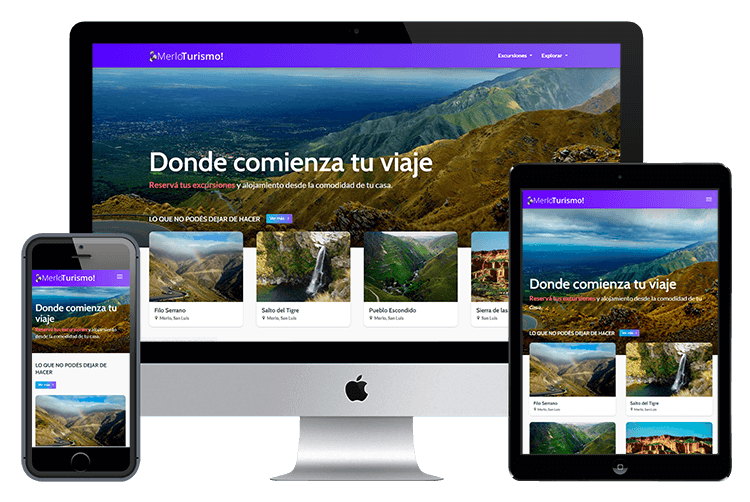 MerloTurismo!
Excursiones
Explorar
Donde comienza tu viaje
Reservá tus excursiones y alojamiento desde la comodidad de tu casa.
LO QUE NO PODÉS DEJAR DE HACER
Ver más
Filo Serrano
Merlo, San Luis
Salto del Tigre
Merlo, San Luis
Pueblo Escondido
Merlo, San Luis
Sierra de las
San Luis
MerloTurismo!
Donde comienza tu
viaje
Reservá tus excursiones y alojamiento
desde la comodidad de tu casa.
LO QUE NO PODÉS DEJAR DE
HACER
Ver más
MerloTurismo!
Donde comienza tu viaje
Reservá tus excursiones y alojamiento desde la comodidad de tu
casa.
LO QUE NO PODÉS DEJAR DE HACER
Ver más
Filo Serrano
Merlo, San Luis
Salto del Tigre
Merlo, San Luis